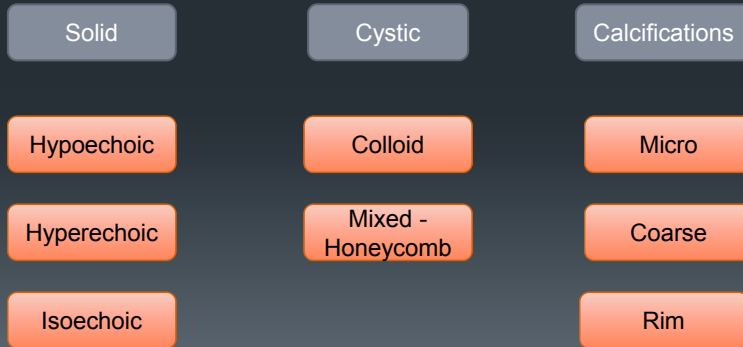 Solid
Cystic
Calcifications
Hypoechoic
Colloid
Micro
Hyperechoic
Mixed -
Honeycomb
Coarse
Isoechoic
Rim